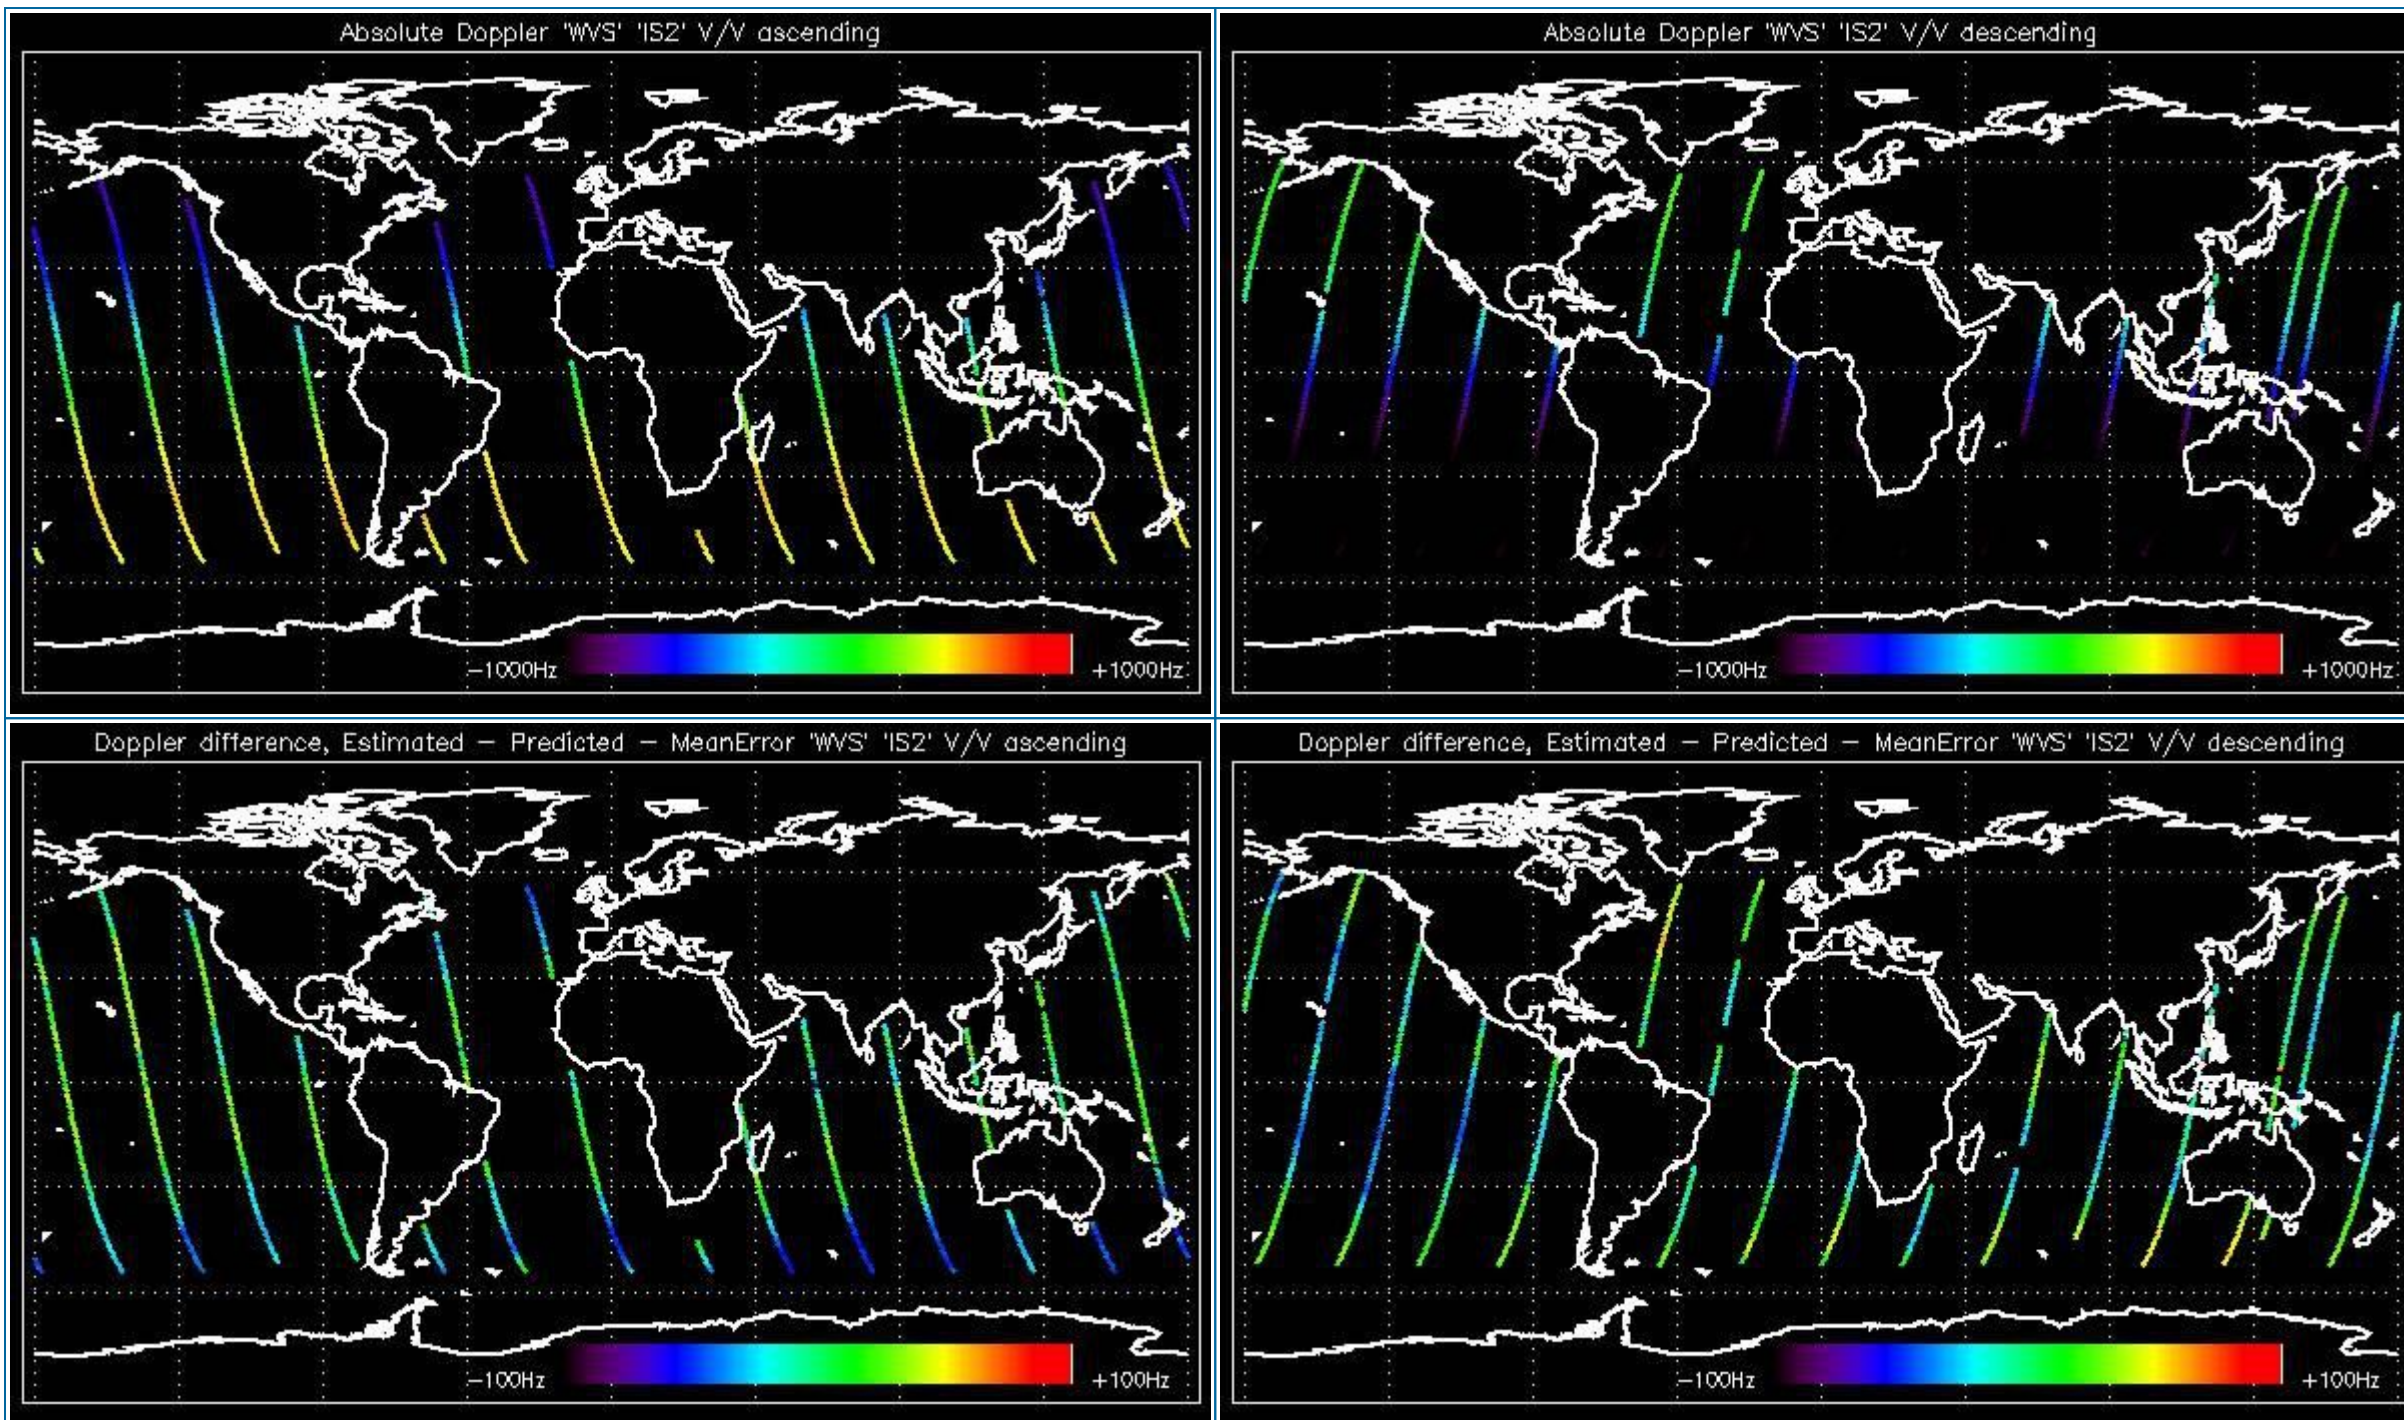 Absolute Doppler 'WVS' 'IS2' V/V ascending
-1000Hz
+1000Hz
Absolute Doppler 'WVS' 'IS2' V/V descending
-1000Hz
+1000Hz
Doppler difference, Estimated - Predicted - MeanError 'WVS' 'IS2' V/V ascending
-100Hz
+100Hz
Doppler difference, Estimated - Predicted - MeanError 'WVS' 'IS2' V/V descending
-100Hz
+100Hz